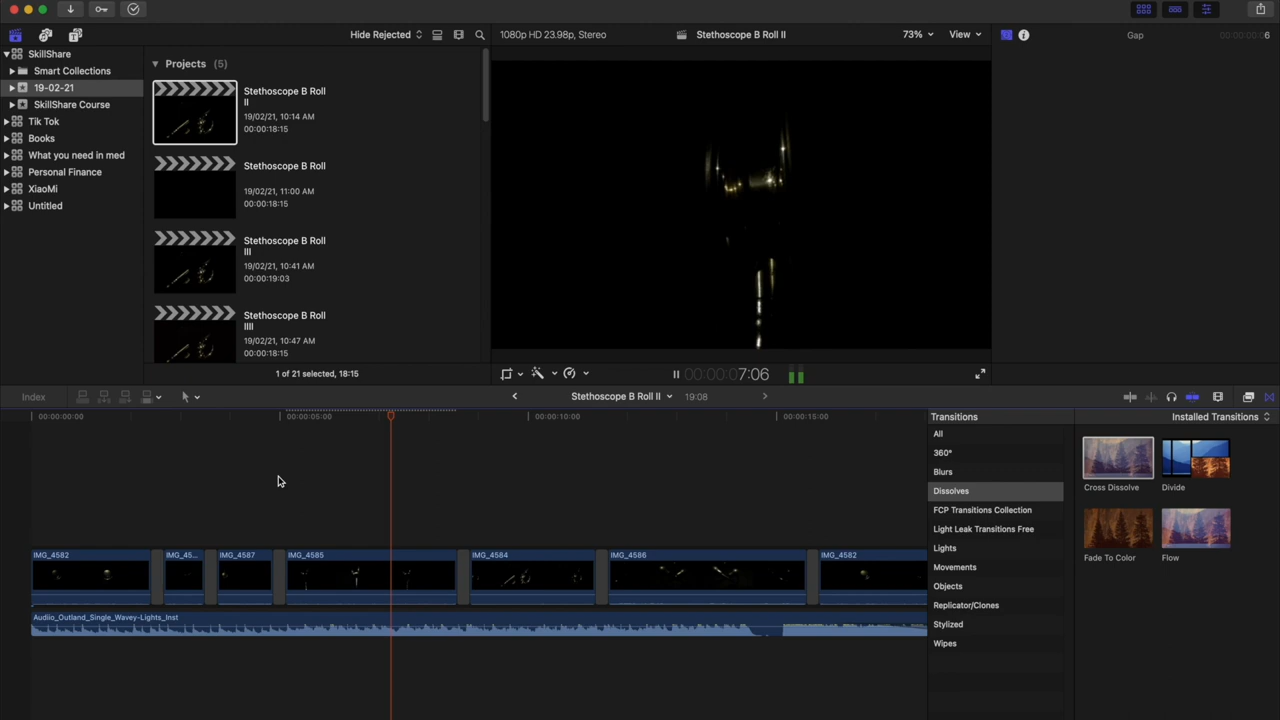 Hide Rejected
1080p HD 23.98p, Stereo
Stethoscope B Roll II
73%
View
Gap
6
SkillShare
Smart Collections
19-02-21
SkillShare Course
Tik Tok
Books
What you need in med
Personal Finance
XiaoMi
Untitled
Projects (5)
Stethoscope B Roll
II
19/02/21, 10:14 AM
00:00:18:15
Stethoscope B Roll
19/02/21, 11:00 AM
00:00:18:15
Stethoscope B Roll
III
19/02/21, 10:41 AM
00:00:19:03
Stethoscope B Roll
IIII
19/02/21, 10:47 AM
00:00:18:15
1 of 21 selected, 18:15
00:00:00:07:06
Index
Stethoscope B Roll II
19:08
00:00:00:00
00:00:05:00
00:00:10:00
00:00:15:00
IMG_4582
IMG_45...
IMG_4587
IMG_4585
IMG_4584
IMG_4586
IMG_4582
Audiio_Outland_Single_Wavey-Lights_Inst
Transitions
Installed Transitions
All
360°
Blurs
Dissolves
FCP Transitions Collection
Light Leak Transitions Free
Lights
Movements
Objects
Replicator/Clones
Stylized
Wipes
Cross Dissolve
Divide
Fade To Color
Flow